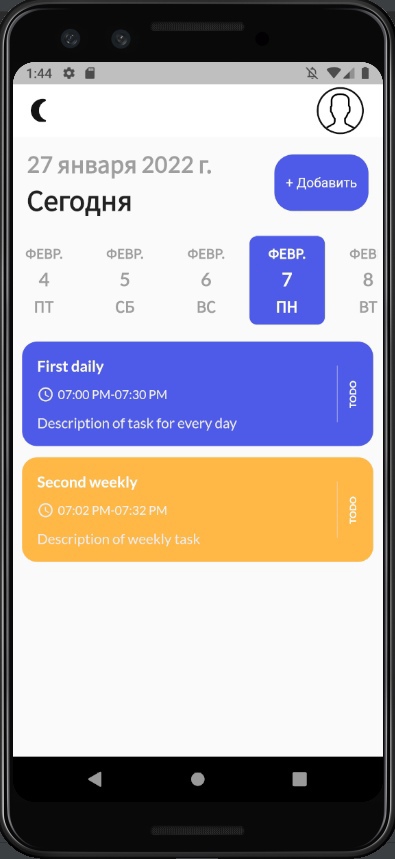 1:44
27 января 2022 г.
Сегодня
+ Добавить
ФЕВР. ФЕВР. ФЕВР. ФЕВР. ФЕВ
4 5 6 7 8
ПТ СБ ВС ПН ВТ
First daily
07:00 PM-07:30 PM
Description of task for every day
TODO
Second weekly
07:02 PM-07:32 PM
Description of weekly task
TODO